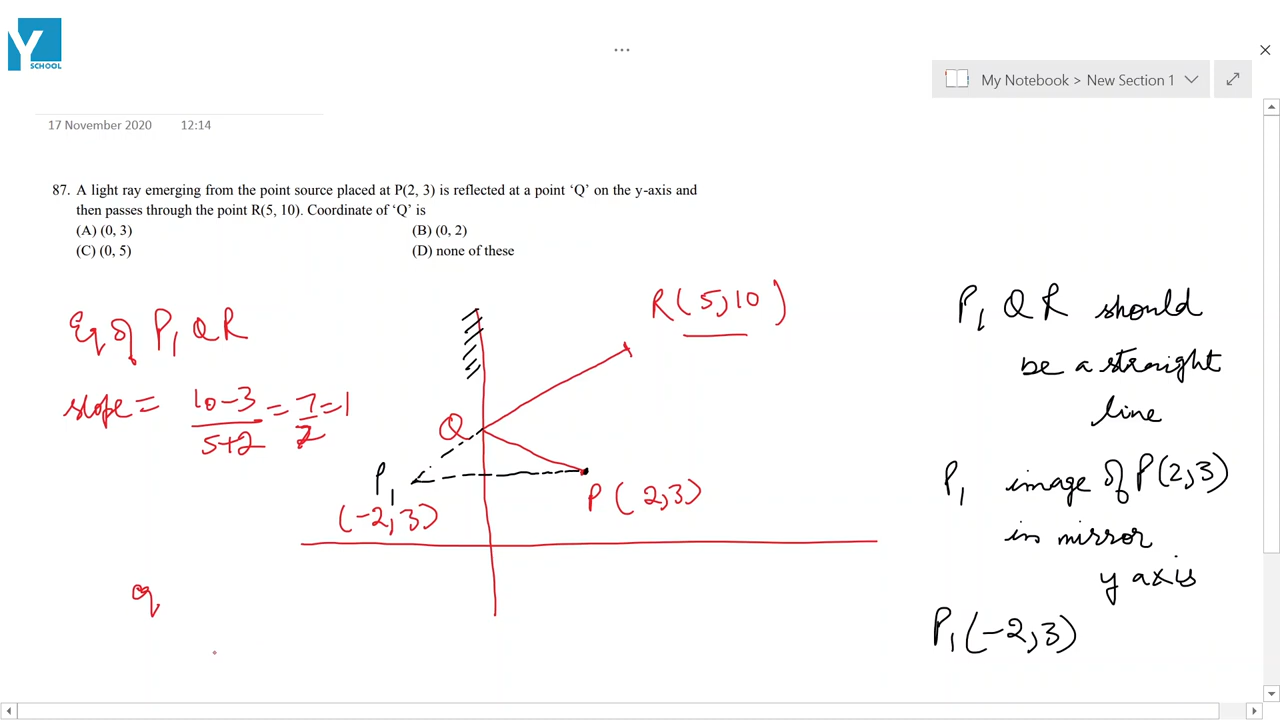 Y
SCHOOL
...
My Notebook > New Section 1
17 November 2020 12:14
87. A light ray emerging from the point source placed at P(2, 3) is reflected at a point ‘Q’ on the y-axis and
then passes through the point R(5, 10). Coordinate of ‘Q’ is
(A) (0, 3) (B) (0, 2)
(C) (0, 5) (D) none of these
Eq of P1 QR
slope = 10-3/5+2 = 7/7 = 1
eq
R(5,10)
Q
P1
(-2,3)
P(2,3)
P1 Q R should
be a straight
line
P1 image of P(2,3)
in mirror
y axis
P1(-2,3)